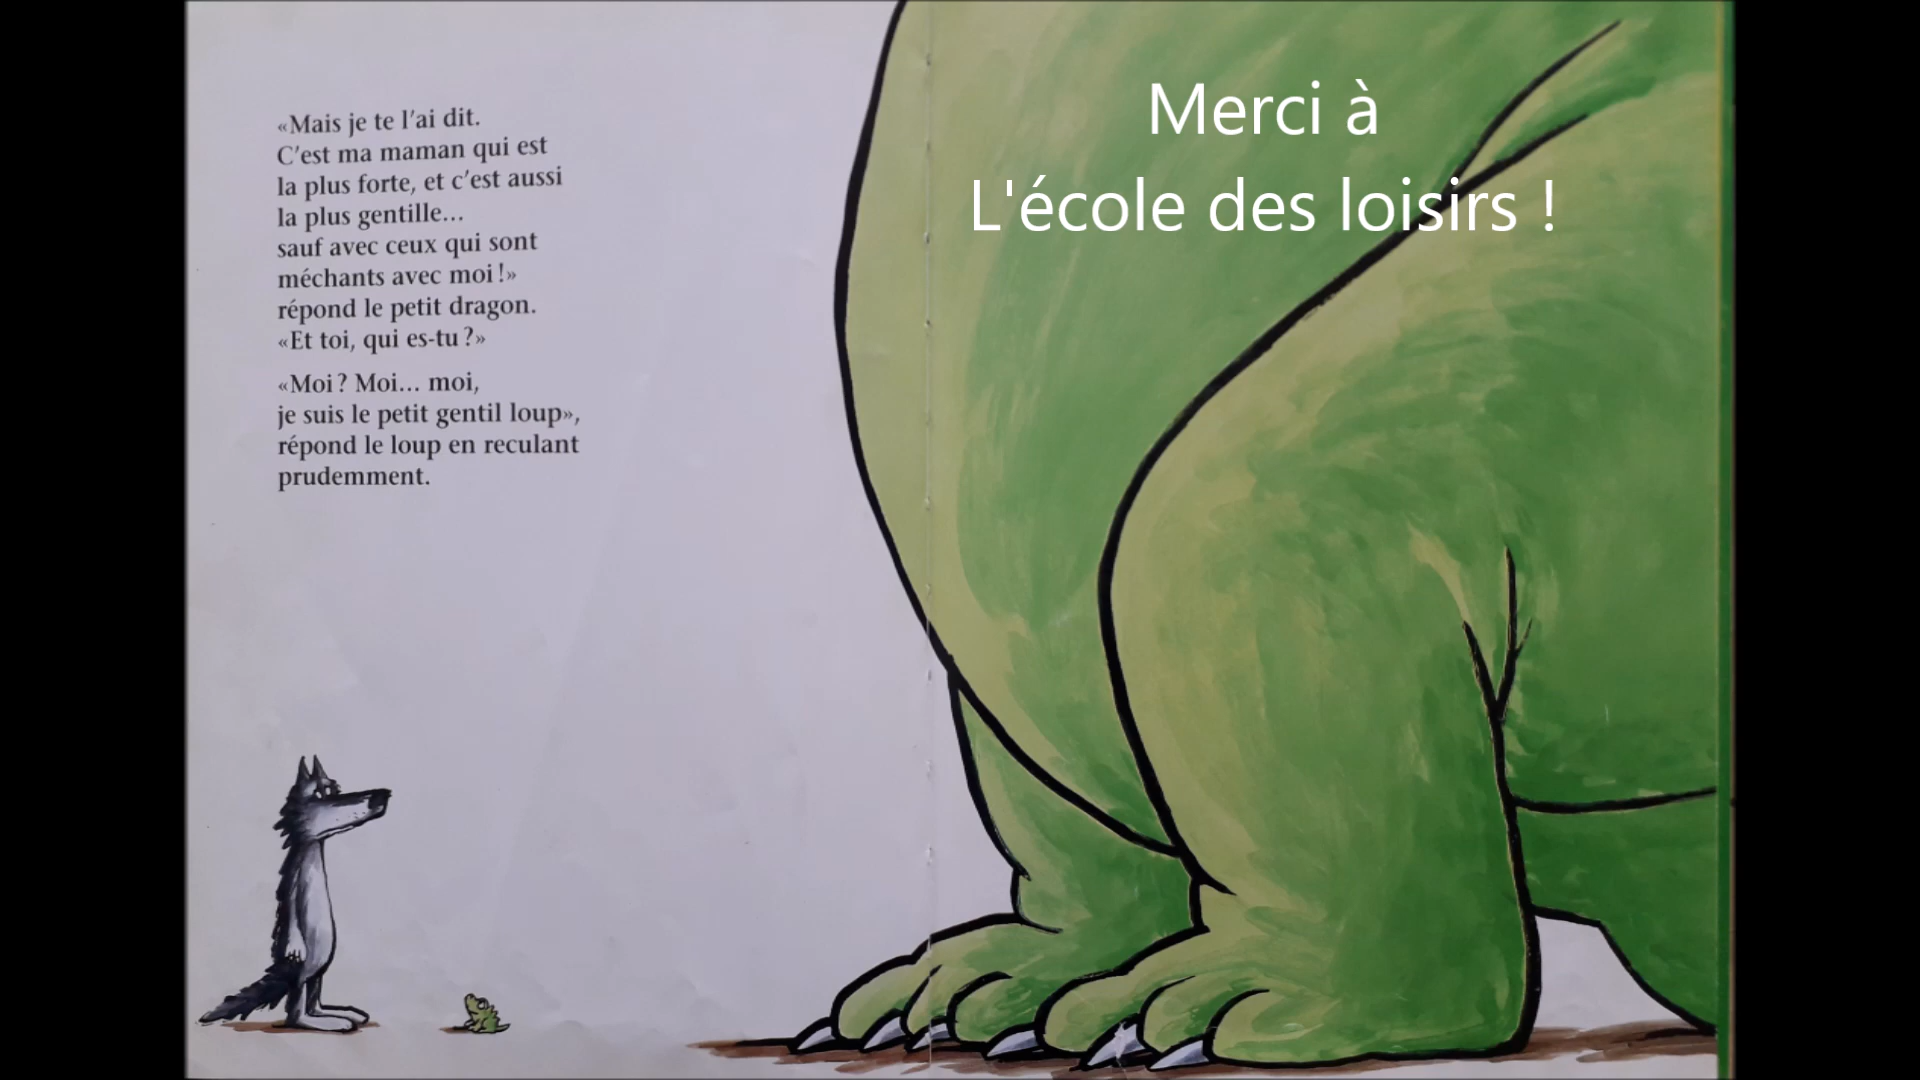 «Mais je te l'ai dit.
C'est ma maman qui est
la plus forte, et c'est aussi
la plus gentille...
sauf avec ceux qui sont
méchants avec moi!»
répond le petit dragon.
«Et toi, qui es-tu?»
«Moi? Moi... moi,
je suis le petit gentil loup»,
répond le loup en reculant
prudemment.
Merci à
L'école des loisirs !